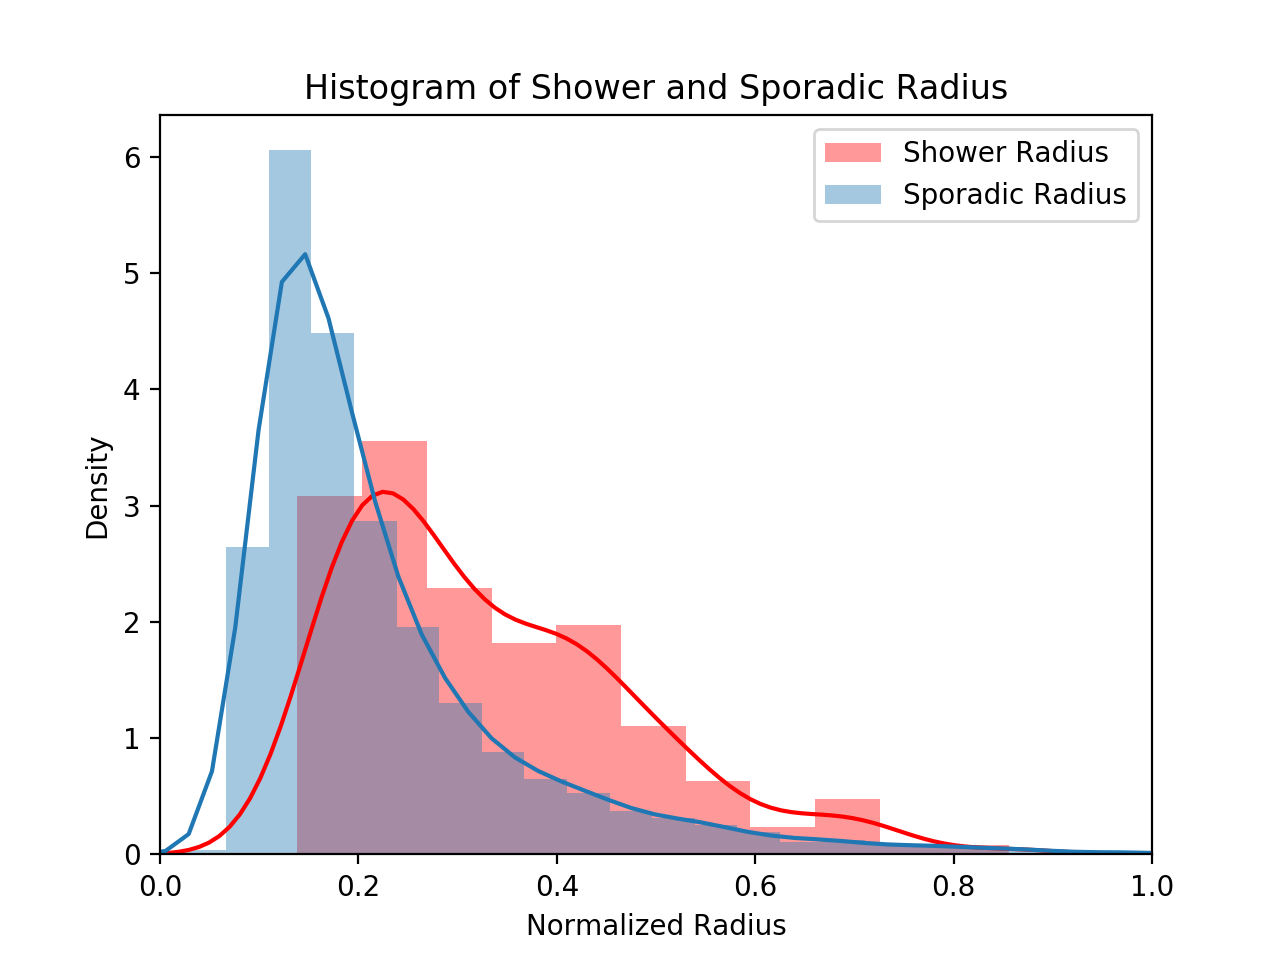 Histogram of Shower and Sporadic Radius
Shower Radius
Sporadic Radius
6
5
4
3
2
1
0
Density
0.0 0.2 0.4 0.6 0.8 1.0
Normalized Radius